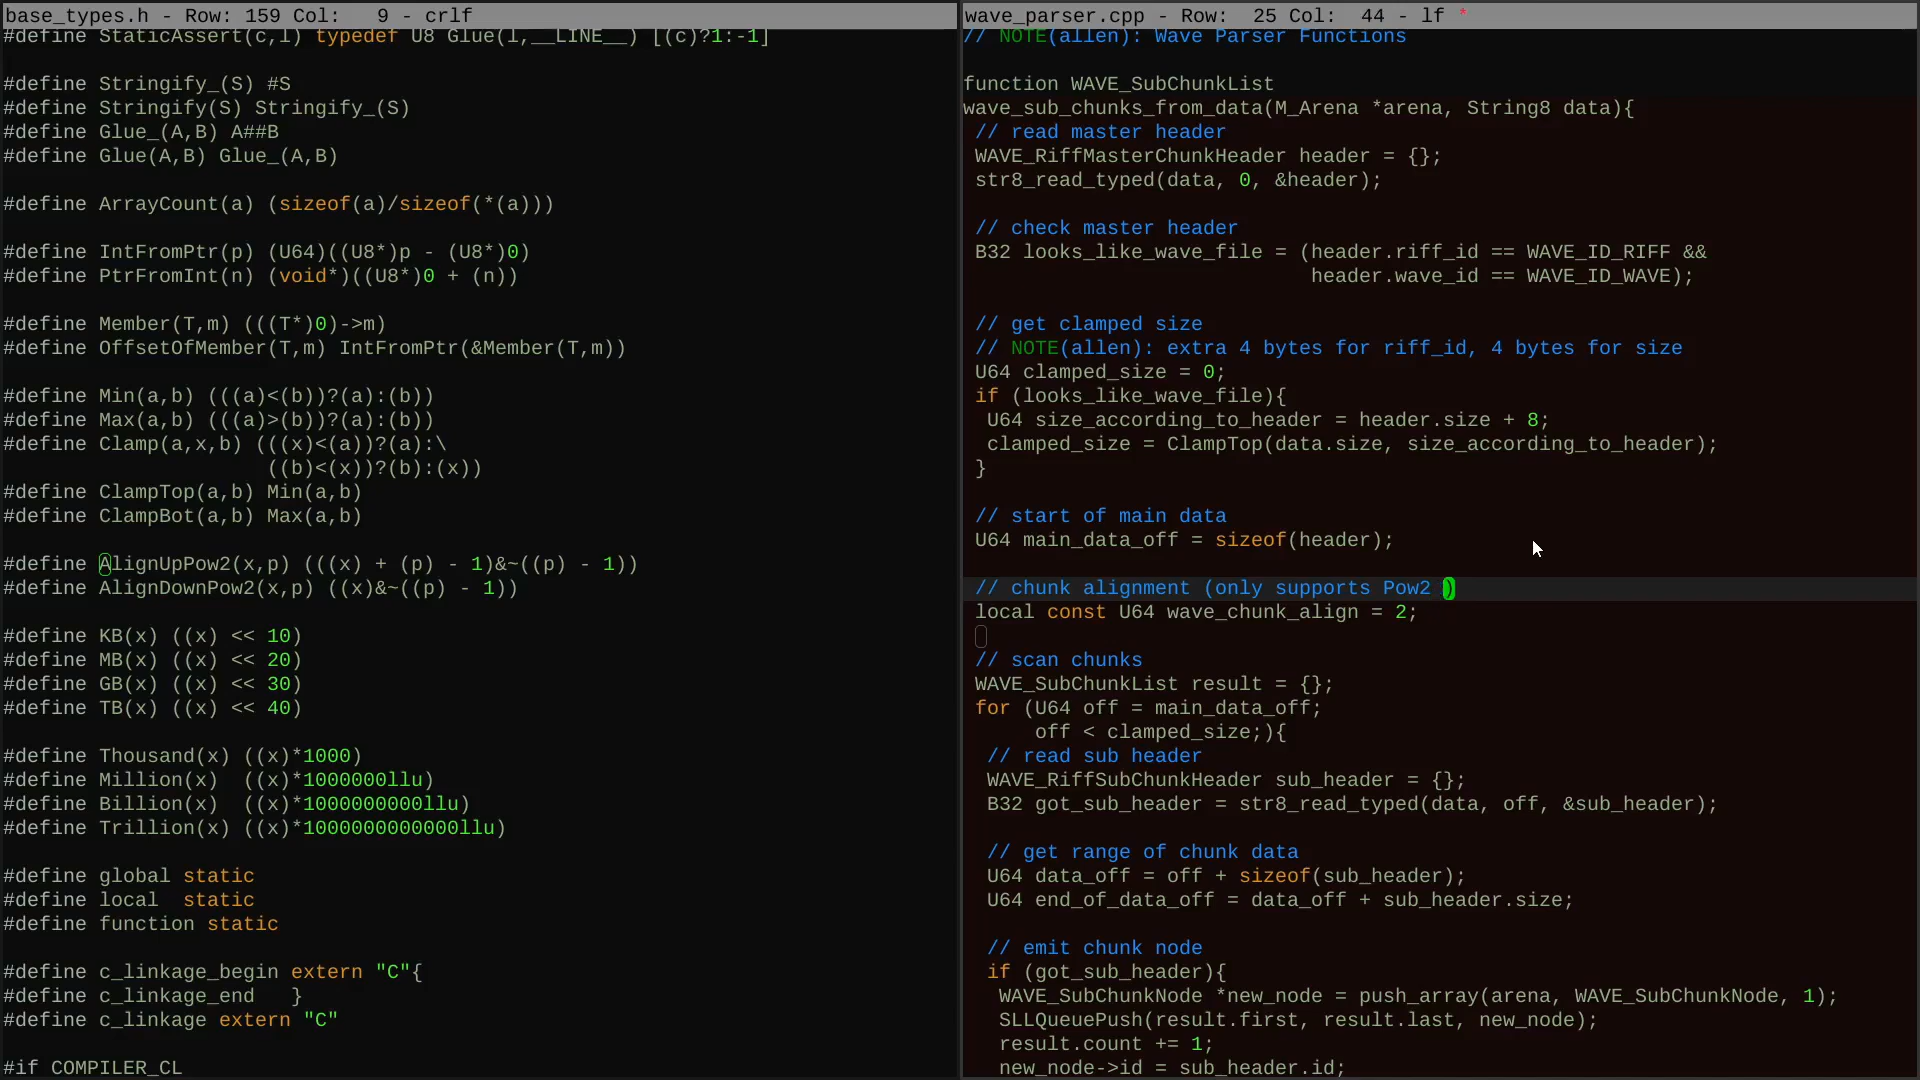 base_types.h - Row: 159 Col:   9 - crlf
#define StaticAssert(c,l) typedef U8 Glue(l,__LINE__) [(c)?1:-1]
#define Stringify_(S) #S
#define Stringify(S) Stringify_(S)
#define Glue_(A,B) A##B
#define Glue(A,B) Glue_(A,B)
#define ArrayCount(a) (sizeof(a)/sizeof(*(a)))
#define IntFromPtr(p) (U64)((U8*)p - (U8*)0)
#define PtrFromInt(n) (void*)((U8*)0 + (n))
#define Member(T,m) (((T*)0)->m)
#define OffsetOfMember(T,m) IntFromPtr(&Member(T,m))
#define Min(a,b) (((a)<(b))?(a):(b))
#define Max(a,b) (((a)>(b))?(a):(b))
#define Clamp(a,x,b) (((x)<(a))?(a):\
((b)<(x))?(b):(x))
#define ClampTop(a,b) Min(a,b)
#define ClampBot(a,b) Max(a,b)
#define AlignUpPow2(x,p) (((x) + (p) - 1)&~((p) - 1))
#define AlignDownPow2(x,p) ((x)&~((p) - 1))
#define KB(x) ((x) << 10)
#define MB(x) ((x) << 20)
#define GB(x) ((x) << 30)
#define TB(x) ((x) << 40)
#define Thousand(x) ((x)*1000)
#define Million(x)  ((x)*1000000llu)
#define Billion(x)  ((x)*1000000000llu)
#define Trillion(x) ((x)*1000000000000llu)
#define global static
#define local  static
#define function static
#define c_linkage_begin extern "C"{
#define c_linkage_end   }
#define c_linkage extern "C"
#if COMPILER_CL
wave_parser.cpp - Row:  25 Col:  44 - lf *
// NOTE(allen): Wave Parser Functions
function WAVE_SubChunkList
wave_sub_chunks_from_data(M_Arena *arena, String8 data){
// read master header
WAVE_RiffMasterChunkHeader header = {};
str8_read_typed(data, 0, &header);
// check master header
B32 looks_like_wave_file = (header.riff_id == WAVE_ID_RIFF &&
header.wave_id == WAVE_ID_WAVE);
// get clamped size
// NOTE(allen): extra 4 bytes for riff_id, 4 bytes for size
U64 clamped_size = 0;
if (looks_like_wave_file){
U64 size_according_to_header = header.size + 8;
clamped_size = ClampTop(data.size, size_according_to_header);
}
// start of main data
U64 main_data_off = sizeof(header);
// chunk alignment (only supports Pow2 )
local const U64 wave_chunk_align = 2;
// scan chunks
WAVE_SubChunkList result = {};
for (U64 off = main_data_off;
off < clamped_size;){
// read sub header
WAVE_RiffSubChunkHeader sub_header = {};
B32 got_sub_header = str8_read_typed(data, off, &sub_header);
// get range of chunk data
U64 data_off = off + sizeof(sub_header);
U64 end_of_data_off = data_off + sub_header.size;
// emit chunk node
if (got_sub_header){
WAVE_SubChunkNode *new_node = push_array(arena, WAVE_SubChunkNode, 1);
SLLQueuePush(result.first, result.last, new_node);
result.count += 1;
new_node->id = sub_header.id;